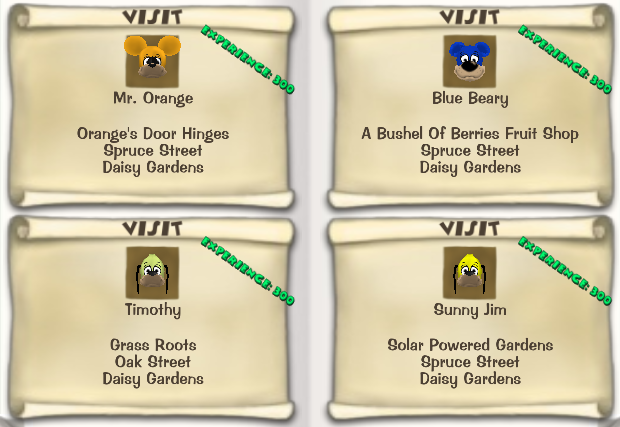 VISIT
EXPERIENCE: 300
Mr. Orange
Orange's Door Hinges
Spruce Street
Daisy Gardens
VISIT
EXPERIENCE: 300
Blue Beary
A Bushel Of Berries Fruit Shop
Spruce Street
Daisy Gardens
VISIT
EXPERIENCE: 300
Timothy
Grass Roots
Oak Street
Daisy Gardens
VISIT
EXPERIENCE: 300
Sunny Jim
Solar Powered Gardens
Spruce Street
Daisy Gardens